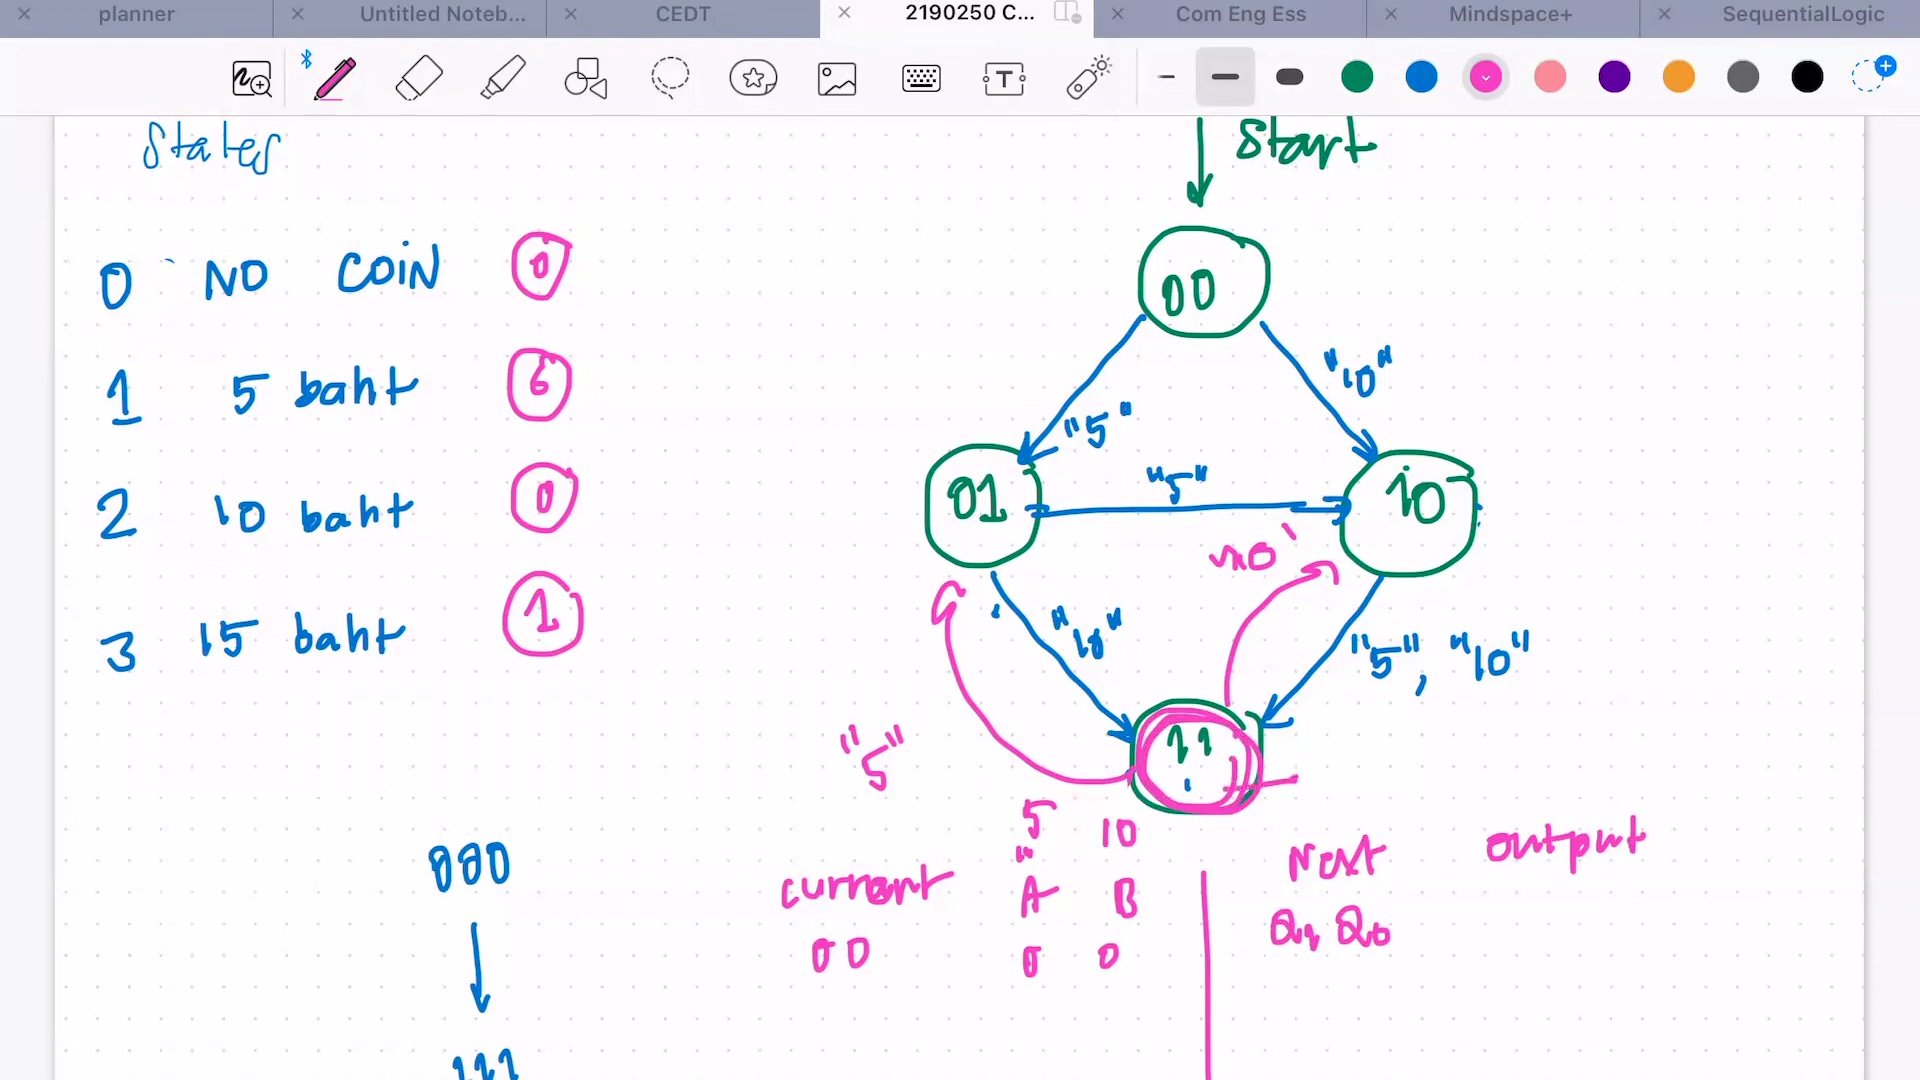 planner
Untitled Noteb...
CEDT
2190250 C...
Com Eng Ess
Mindspace+
SequentialLogic
T
States
Start
0 NO COIN 0
00
1 5 baht 0
"10"
"5"
01
"5"
10
2 10 baht 0
"10"
3 15 baht 1
"10"
"5", "10"
"5"
11
5 10
000
current A B
Next output
00 0 0
Q1 Q0
111